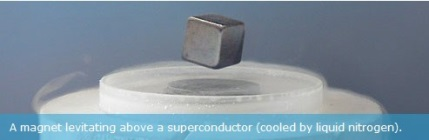 A magnet levitating above a superconductor (cooled by liquid nitrogen).